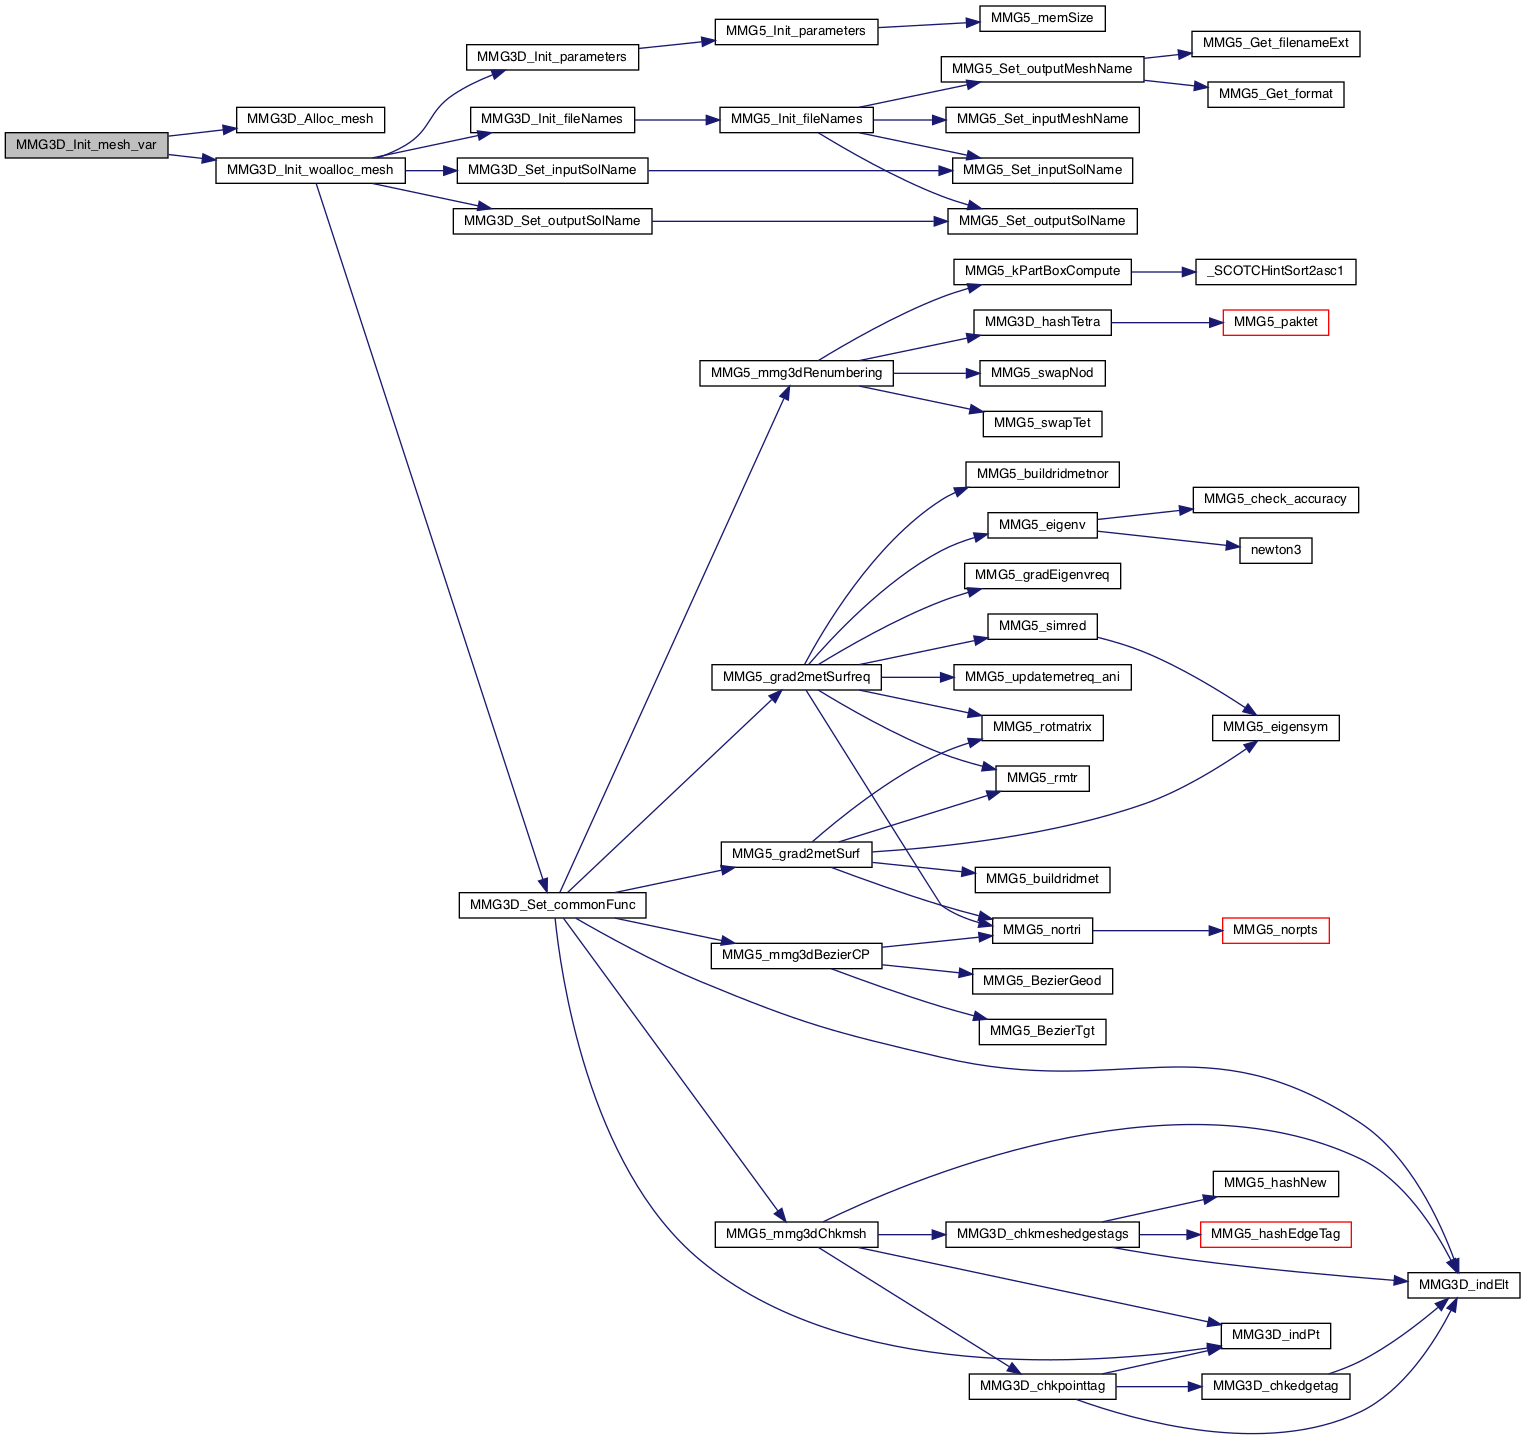 MMG5_memSize
MMG5_Init_parameters
MMG5_Get_filenameExt
MMG3D_Init_parameters
MMG5_Set_outputMeshName
MMG5_Get_format
MMG3D_Alloc_mesh
MMG3D_Init_fileNames
MMG5_Init_fileNames
MMG5_Set_inputMeshName
MMG3D_Init_mesh_var
MMG3D_Init_woalloc_mesh
MMG3D_Set_inputSolName
MMG5_Set_inputSolName
MMG3D_Set_outputSolName
MMG5_Set_outputSolName
MMG5_kPartBoxCompute
_SCOTCHintSort2asc1
MMG3D_hashTetra
MMG5_paktet
MMG5_mmg3dRenumbering
MMG5_swapNod
MMG5_swapTet
MMG5_buildridmetnor
MMG5_check_accuracy
MMG5_eigenv
newton3
MMG5_gradEigenvreq
MMG5_simred
MMG5_grad2metSurfreq
MMG5_updatemetreq_ani
MMG5_rotmatrix
MMG5_eigensym
MMG5_rmtr
MMG5_grad2metSurf
MMG5_buildridmet
MMG3D_Set_commonFunc
MMG5_nortri
MMG5_norpts
MMG5_mmg3dBezierCP
MMG5_BezierGeod
MMG5_BezierTgt
MMG5_hashNew
MMG5_mmg3dChkmsh
MMG3D_chkmeshedgestags
MMG5_hashEdgeTag
MMG3D_indElt
MMG3D_indPt
MMG3D_chkpointtag
MMG3D_chkedgetag